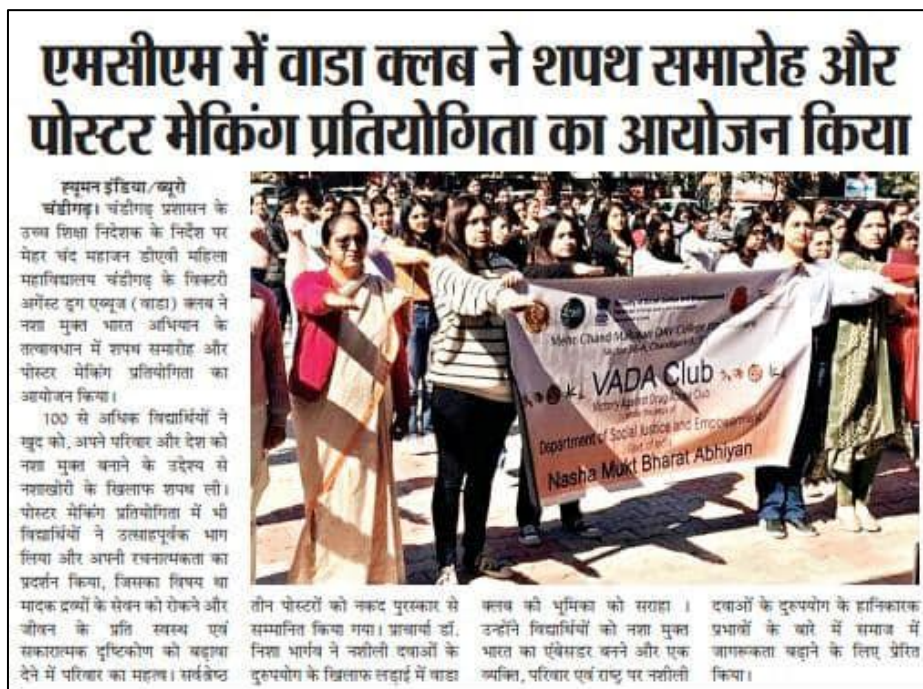 एमसीएम में वाडा क्लब ने शपथ समारोह और
पोस्टर मेकिंग प्रतियोगिता का आयोजन किया
ह्यूमन इंडिया/ब्यूरो
चंडीगढ़। चंडीगढ़ प्रशासन के
उच्च शिक्षा निदेशक के निर्देश पर
मेहर चंद महाजन डीएवी महिला
महाविद्यालय चंडीगढ़ के विक्टरी
अगेंस्ट ड्रग एब्यूज (वाडा) क्लब ने
नशा मुक्त भारत अभियान के
तत्वावधान में शपथ समारोह और
पोस्टर मेकिंग प्रतियोगिता का
आयोजन किया।
100 से अधिक विद्यार्थियों ने
खुद को, अपने परिवार और देश को
नशा मुक्त बनाने के उद्देश्य से
नशाखोरी के खिलाफ शपथ ली।
पोस्टर मेकिंग प्रतियोगिता में भी
विद्यार्थियों ने उत्साहपूर्वक भाग
लिया और अपनी रचनात्मकता का
प्रदर्शन किया, जिसका विषय था
मादक द्रव्यों के सेवन को रोकने और
जीवन के प्रति स्वस्थ एवं
सकारात्मक दृष्टिकोण को बढ़ावा
देने में परिवार का महत्व। सर्वश्रेष्ठ
तीन पोस्टरों को नकद पुरस्कार से
सम्मानित किया गया। प्राचार्या डॉ.
निशा भार्गव ने नशीली दवाओं के
दुरुपयोग के खिलाफ लड़ाई में वाडा
क्लब की भूमिका को सराहा ।
उन्होंने विद्यार्थियों को नशा मुक्त
भारत का एंबेसडर बनने और एक
व्यक्ति, परिवार एवं राष्ट्र पर नशीली
दवाओं के दुरुपयोग के हानिकारक
प्रभावों के बारे में समाज में
जागरूकता बढ़ाने के लिए प्रेरित
किया।
Mehr Chand Mahajan DAV College
VADA Club
Victory Against Drug Abuse Club
Department of Social Justice and Empowerment
Nasha Mukt Bharat Abhiyan